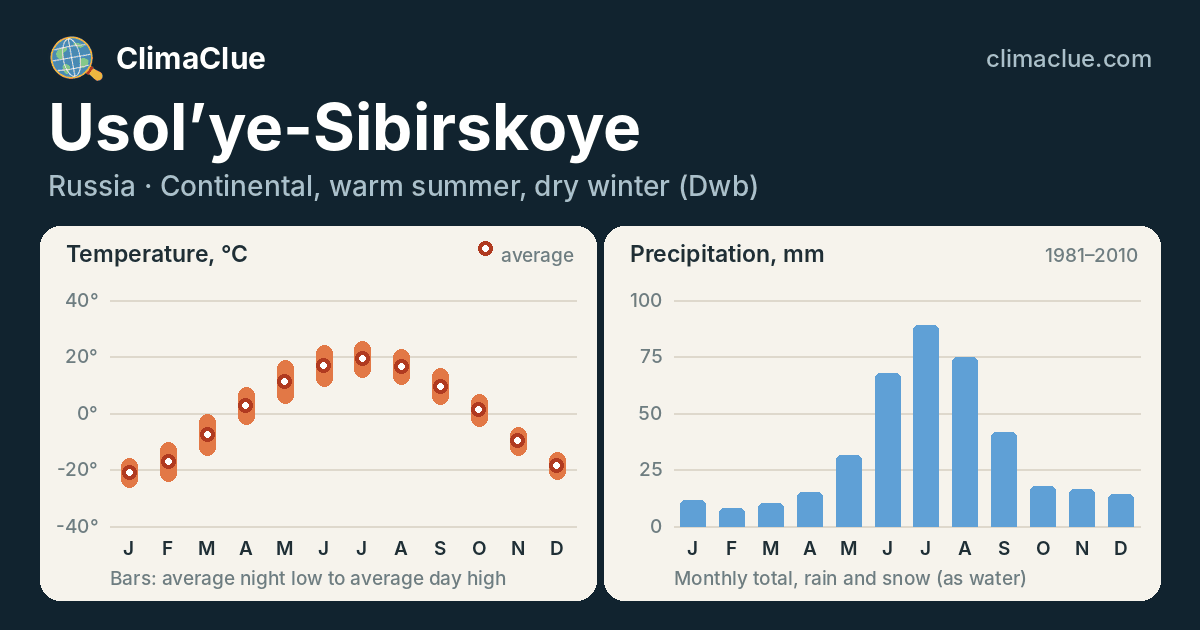 ClimaClue
climaclue.com
Usolʼye-Sibirskoye
Russia · Continental, warm summer, dry winter (Dwb)
Temperature, °C
average
40°
20°
0°
-20°
-40°
J F M A M J J A S O N D
Bars: average night low to average day high
Precipitation, mm
1981–2010
100
75
50
25
0
J F M A M J J A S O N D
Monthly total, rain and snow (as water)